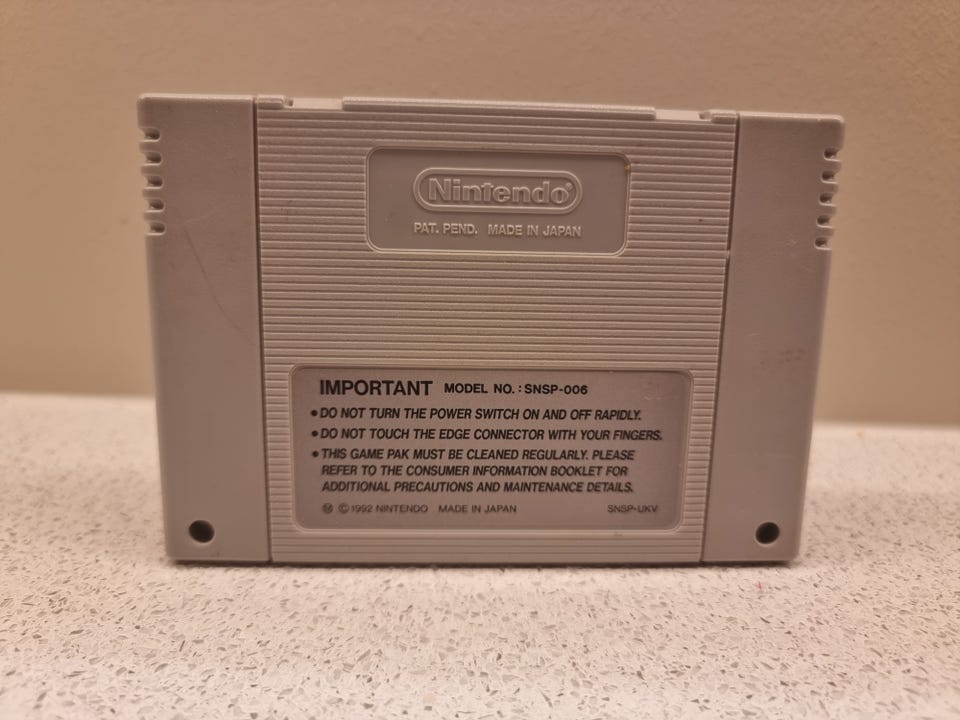 Nintendo®
PAT. PEND. MADE IN JAPAN
IMPORTANT MODEL NO. : SNSP-006
•DO NOT TURN THE POWER SWITCH ON AND OFF RAPIDLY.
•DO NOT TOUCH THE EDGE CONNECTOR WITH YOUR FINGERS.
•THIS GAME PAK MUST BE CLEANED REGULARLY. PLEASE
REFER TO THE CONSUMER INFORMATION BOOKLET FOR
ADDITIONAL PRECAUTIONS AND MAINTENANCE DETAILS.
Ⓜ ©1992 NINTENDO MADE IN JAPAN SNSP-UKV